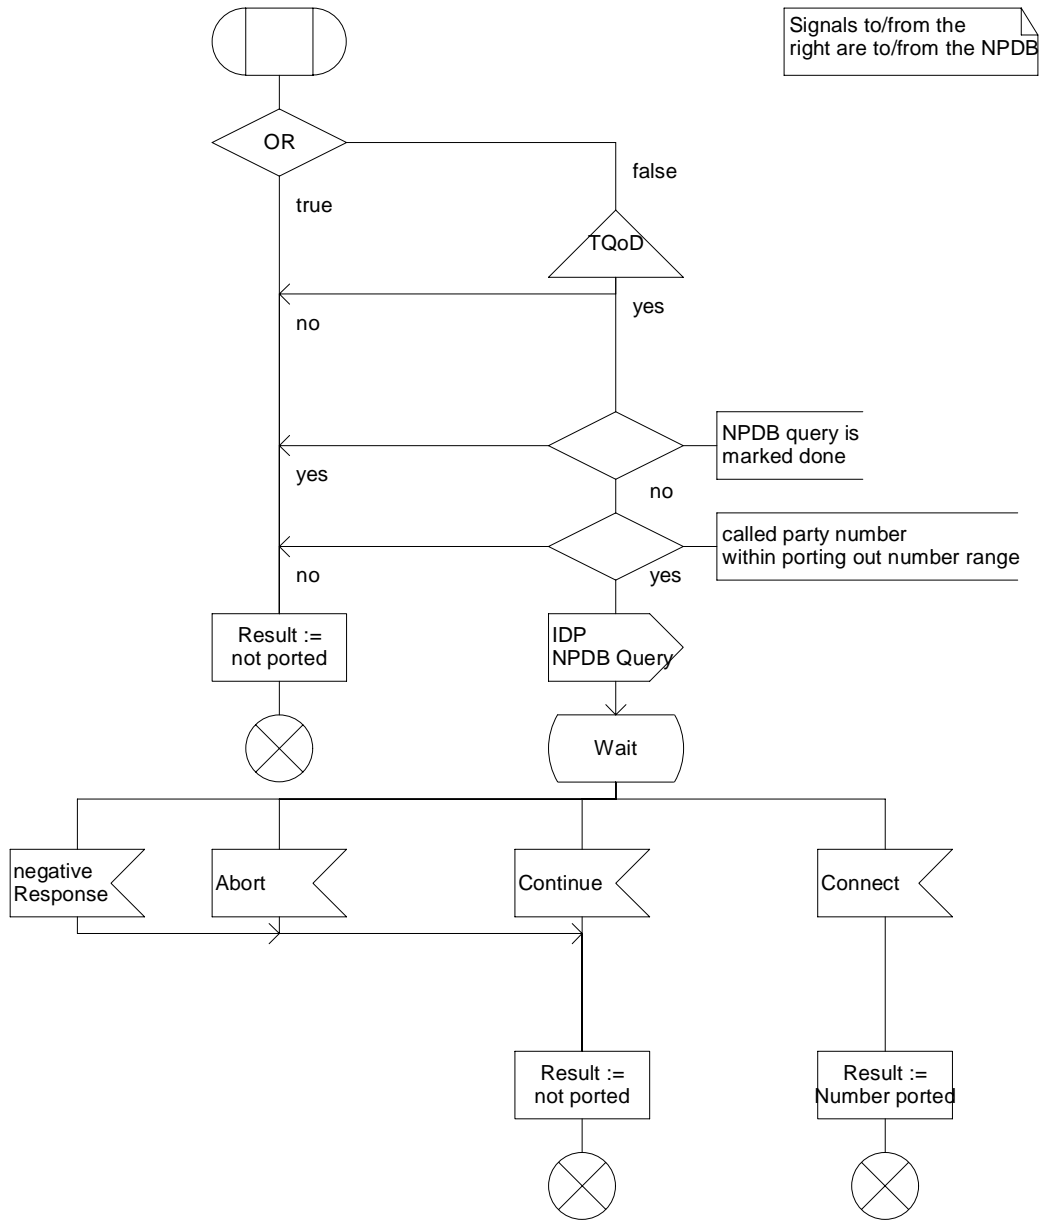 Signals to/from the
right are to/from the NPDB
OR
false
true
TQoD
yes
no
NPDB query is
marked done
yes
no
called party number
within porting out number range
no
yes
Result :=
not ported
IDP
NPDB Query
Wait
negative
Response
Abort
Continue
Connect
Result :=
not ported
Result :=
Number ported